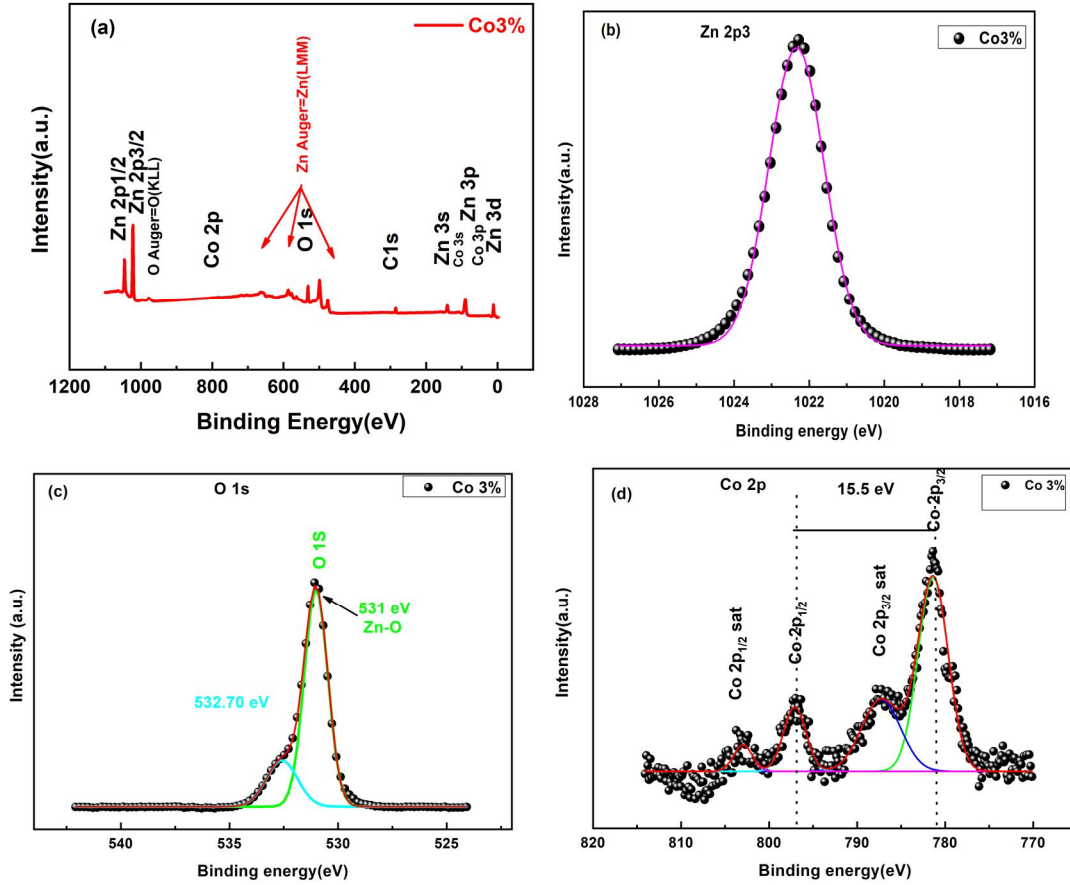 (a)
Co3%
Zn Auger=Zn(LMM)
Zn 2p1/2
Zn 2p3/2
O Auger=O(KLL)
Co 2p
O 1s
C1s
Zn 3s
Co 3s
Co 3p
Zn 3p
Zn 3d
Intensity(a.u.)
1200 1000 800 600 400 200 0
Binding Energy(eV)
(b)
Zn 2p3
Co3%
Intensity(a.u.)
1028 1026 1024 1022 1020 1018 1016
Binding energy (eV)
(c)
O 1s
Co 3%
O 1S
531 eV
Zn-O
532.70 eV
Intensity (a.u.)
540 535 530 525
Binding energy(eV)
(d)
Co 2p
15.5 eV
Co 3%
Co 2p1/2 sat
Co 2p1/2
Co 2p3/2 sat
Co 2p3/2
Intensity(a.u.)
820 810 800 790 780 770
Binding energy(eV)